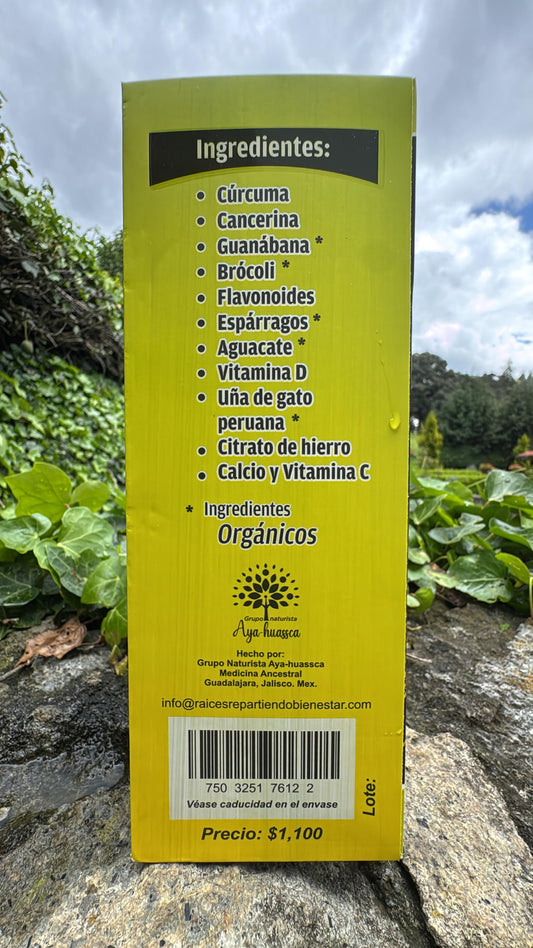 Ingredientes:
• Cúrcuma
• Cancerina
• Guanábana *
• Brócoli *
• Flavonoides
• Espárragos *
• Aguacate *
• Vitamina D
• Uña de gato
peruana *
• Citrato de hierro
• Calcio y Vitamina C
* Ingredientes
Orgánicos
Grupo naturista
Aya-huassca
Hecho por:
Grupo Naturista Aya-huassca
Medicina Ancestral
Guadalajara, Jalisco. Mex.
info@raicesrepartiendobienestar.com
750 3251 7612 2
Véase caducidad en el envase
Lote:
Precio: $1,100